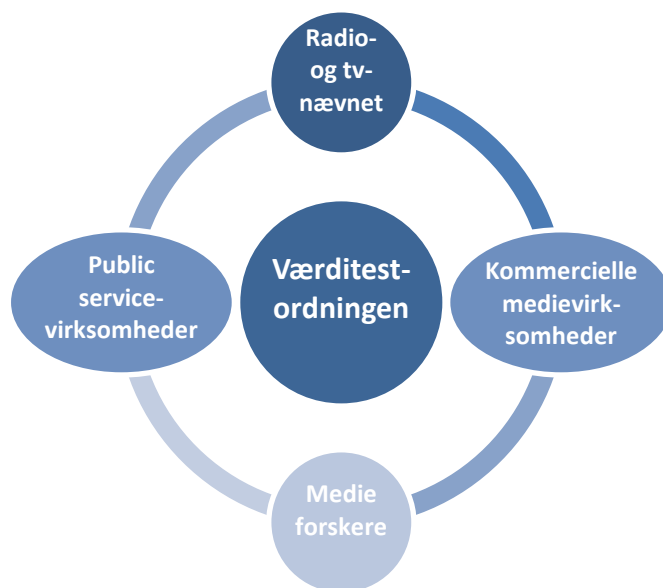 Radio-
og tv-
nævnet
Public
service-
virksomheder
Værditest-
ordningen
Kommercielle
medievirk-
somheder
Medie
forskere